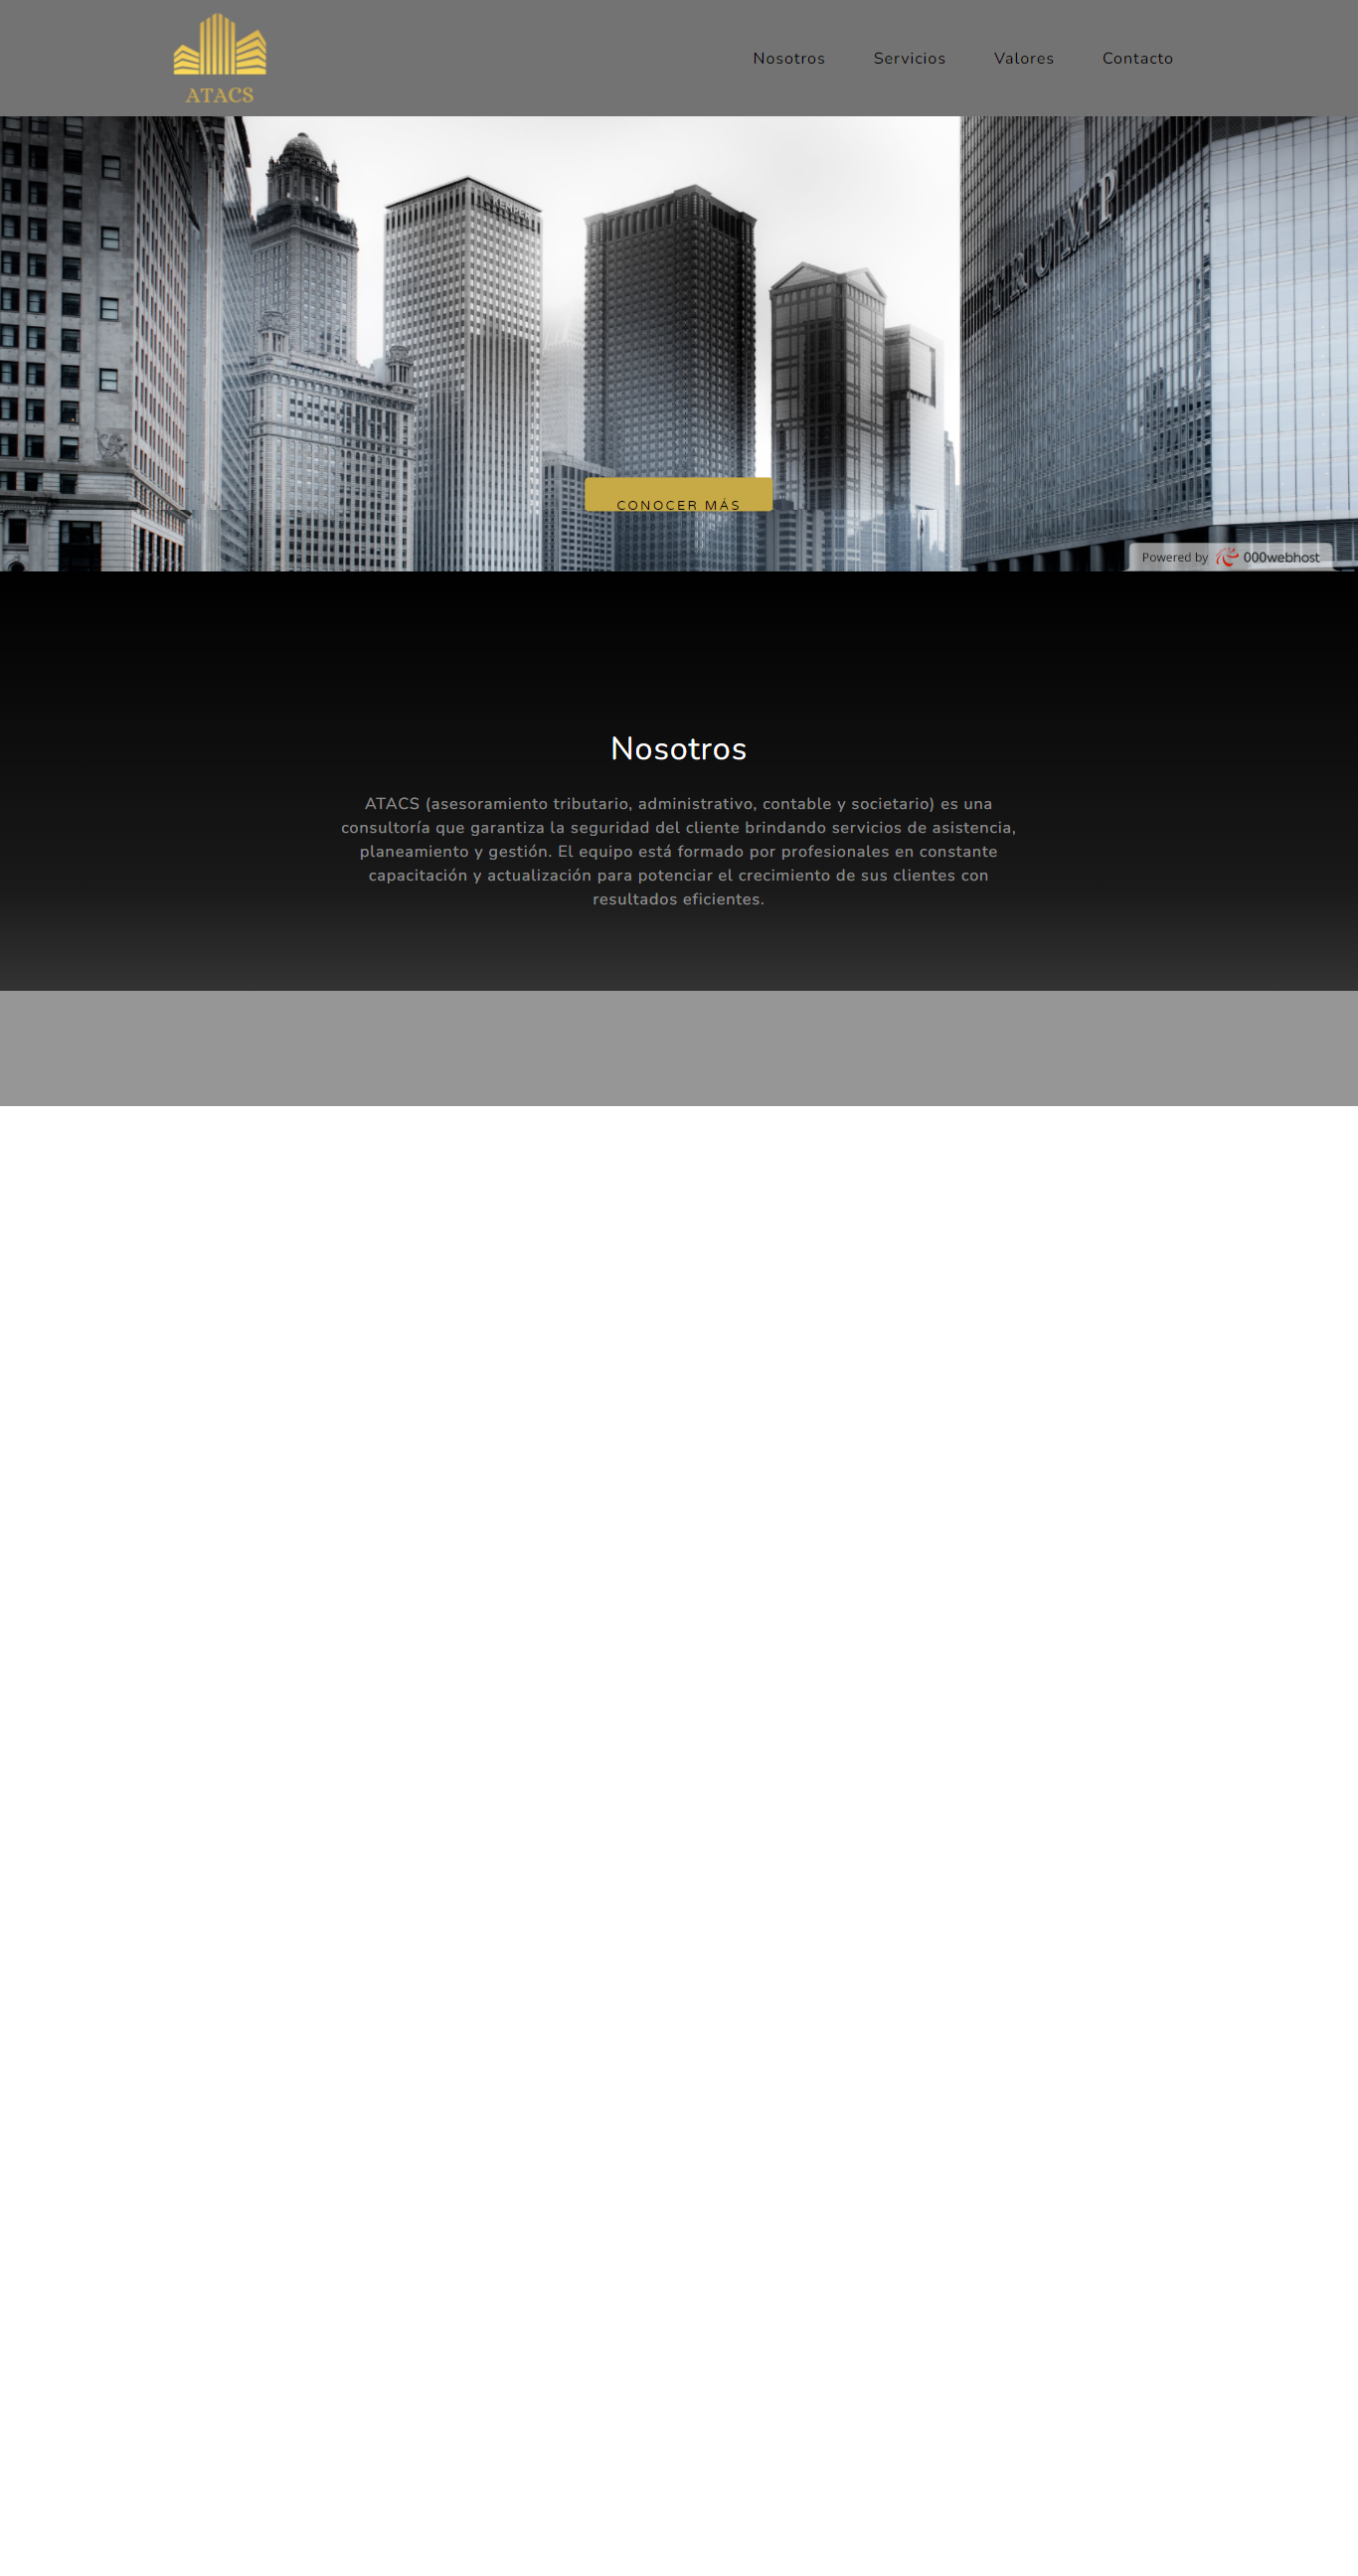 ATACS
Nosotros Servicios Valores Contacto
KEMPER
TRUMP
CONOCER MÁS
Powered by 000webhost
Nosotros
ATACS (asesoramiento tributario, administrativo, contable y societario) es una
consultoría que garantiza la seguridad del cliente brindando servicios de asistencia,
planeamiento y gestión. El equipo está formado por profesionales en constante
capacitación y actualización para potenciar el crecimiento de sus clientes con
resultados eficientes.